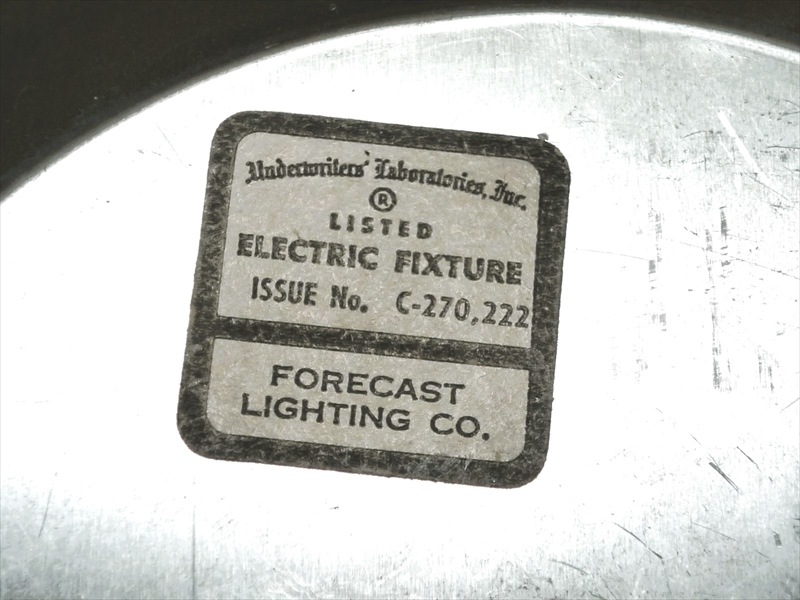 Underwriters' Laboratories, Inc.
®
LISTED
ELECTRIC FIXTURE
ISSUE No. C-270,222
FORECAST
LIGHTING CO.